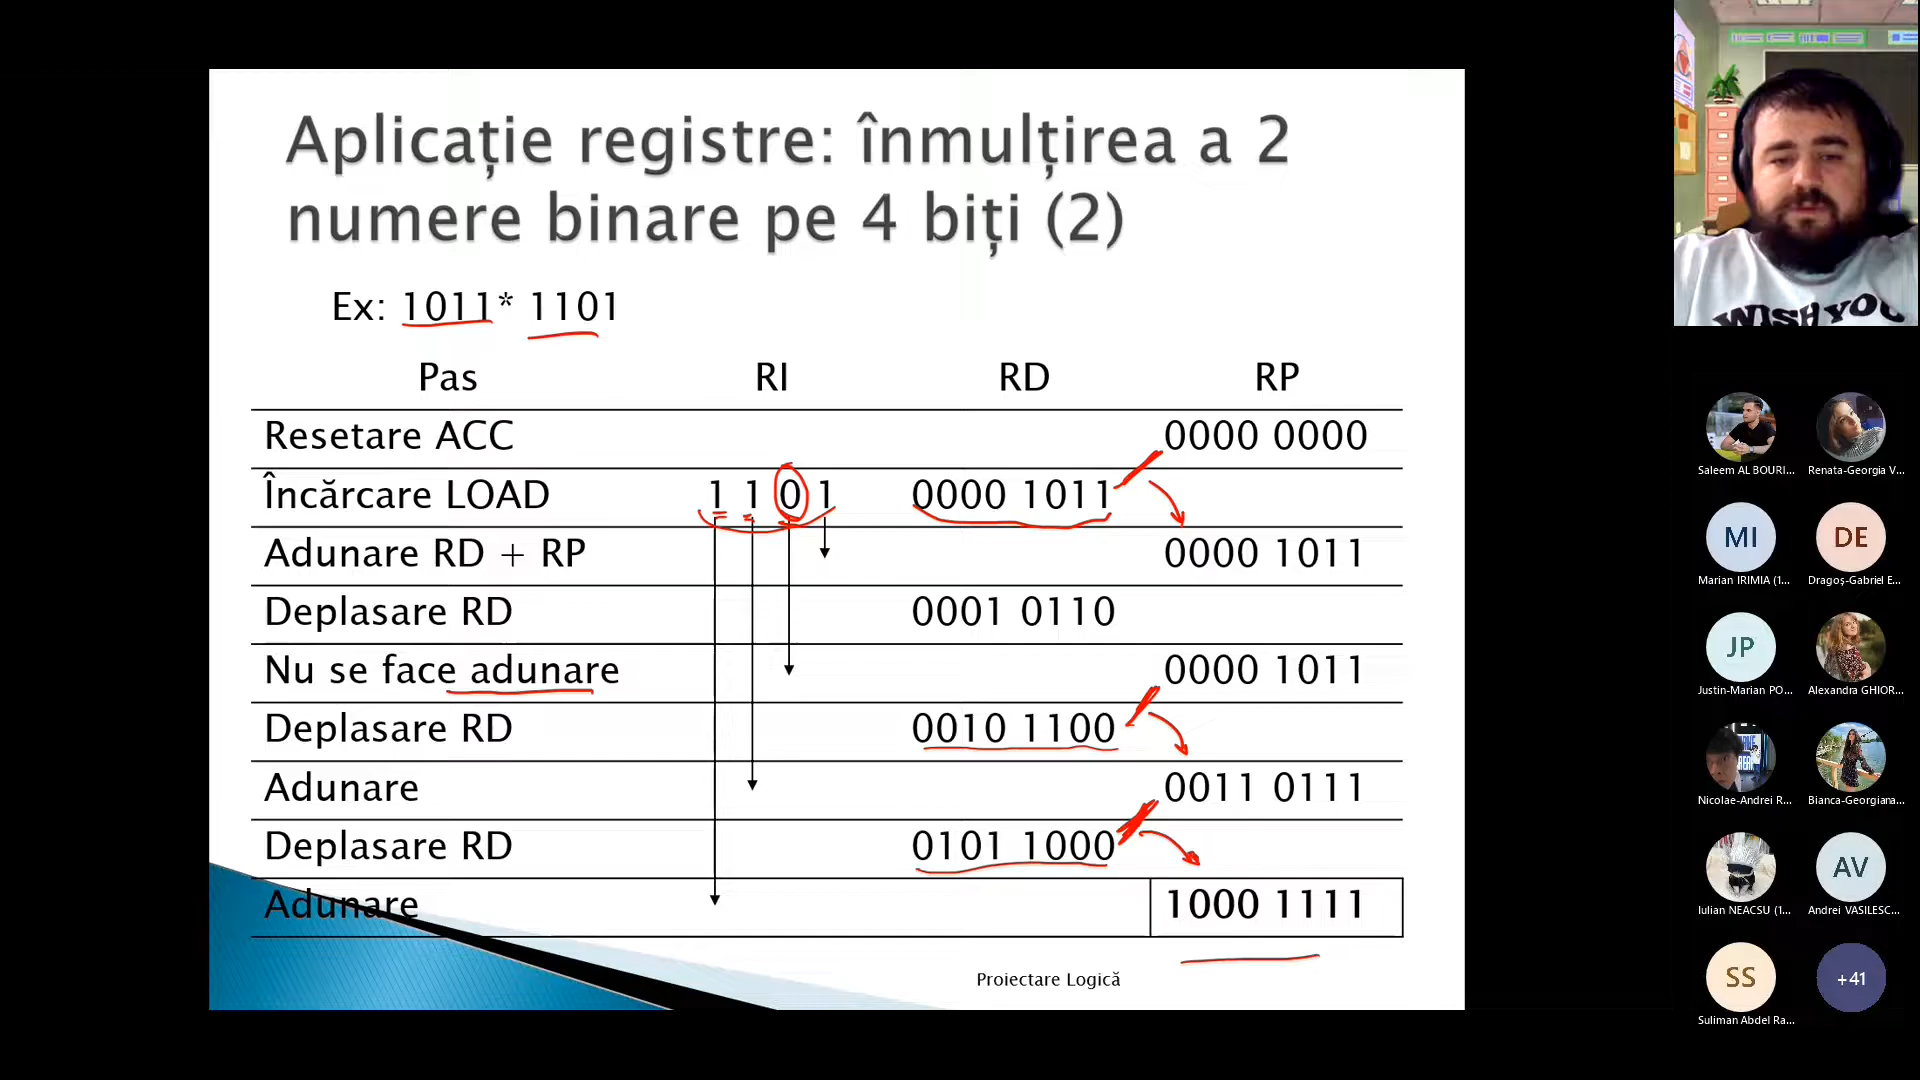 Aplicație registre: înmulțirea a 2
numere binare pe 4 biți (2)
Ex: 1011* 1101
Pas RI RD RP
Resetare ACC 0000 0000
Încărcare LOAD 1 1 0 1 0000 1011
Adunare RD + RP 0000 1011
Deplasare RD 0001 0110
Nu se face adunare 0000 1011
Deplasare RD 0010 1100
Adunare 0011 0111
Deplasare RD 0101 1000
Adunare 1000 1111
Proiectare Logică
WISH YOU
Saleem AL BOURI... Renata-Georgia V...
MI DE
Marian IRIMIA (1... Dragoș-Gabriel E...
JP
Justin-Marian PO... Alexandra GHIOR...
Nicolae-Andrei R... Bianca-Georgiana...
AV
Iulian NEACSU (1... Andrei VASILESC...
SS +41
Suliman Abdel Ra...